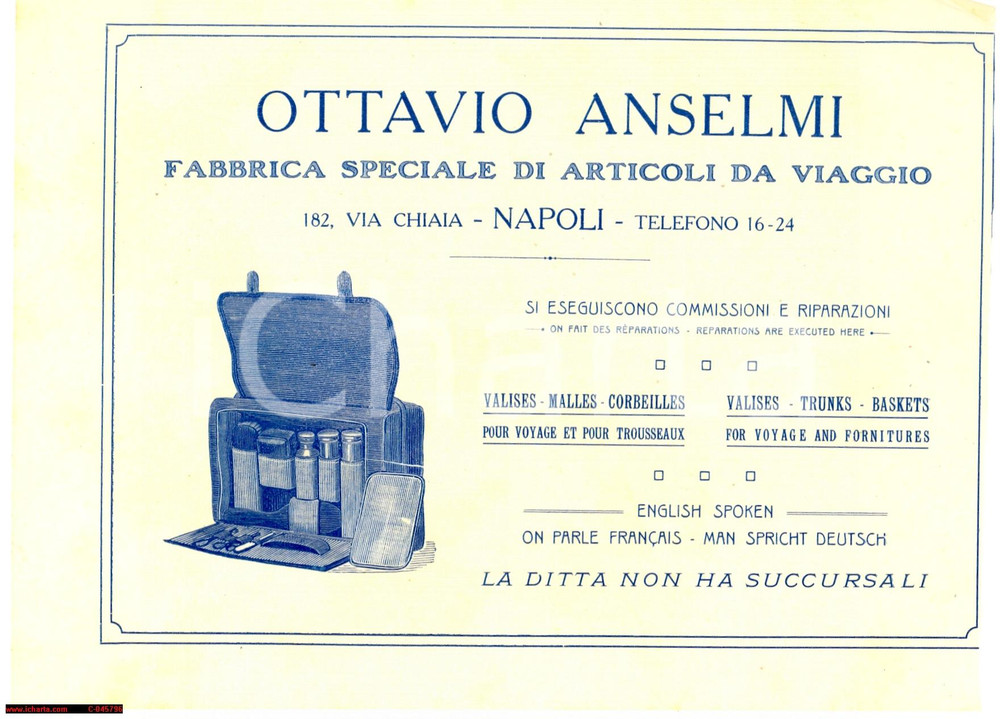 OTTAVIO ANSELMI
FABBRICA SPECIALE DI ARTICOLI DA VIAGGIO
182, VIA CHIAIA - NAPOLI - TELEFONO 16-24
SI ESEGUISCONO COMMISSIONI E RIPARAZIONI
ON FAIT DES RÉPARATIONS - REPARATIONS ARE EXECUTED HERE
VALISES - MALLES - CORBEILLES
POUR VOYAGE ET POUR TROUSSEAUX
VALISES - TRUNKS - BASKETS
FOR VOYAGE AND FORNITURES
ENGLISH SPOKEN
ON PARLE FRANÇAIS - MAN SPRICHT DEUTSCH
LA DITTA NON HA SUCCURSALI
Charta
www.icharta.com C-045796